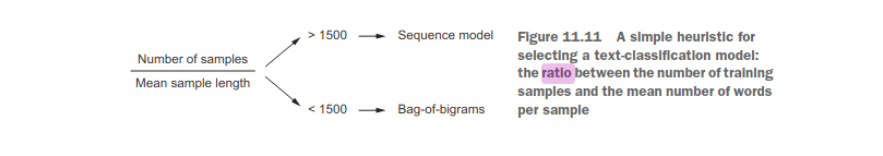 Number of samples
Mean sample length
> 1500
Sequence model
< 1500
Bag-of-bigrams
Figure 11.11 A simple heuristic for
selecting a text-classification model:
the ratio between the number of training
samples and the mean number of words
per sample